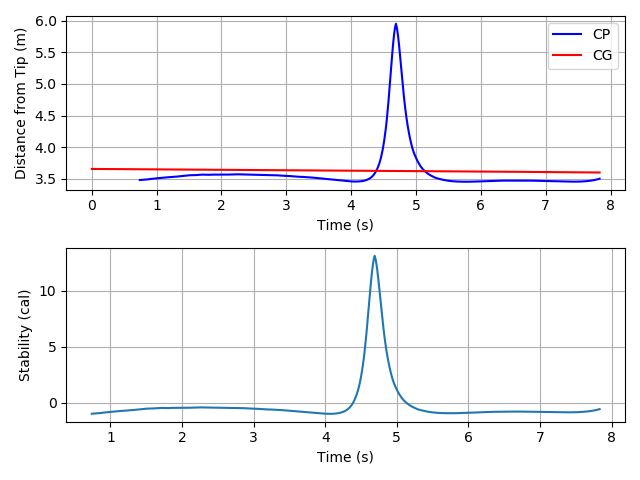 6.0
5.5
5.0
4.5
4.0
3.5
Distance from Tip (m)
CP
CG
0 1 2 3 4 5 6 7 8
Time (s)
10
5
0
Stability (cal)
1 2 3 4 5 6 7 8
Time (s)